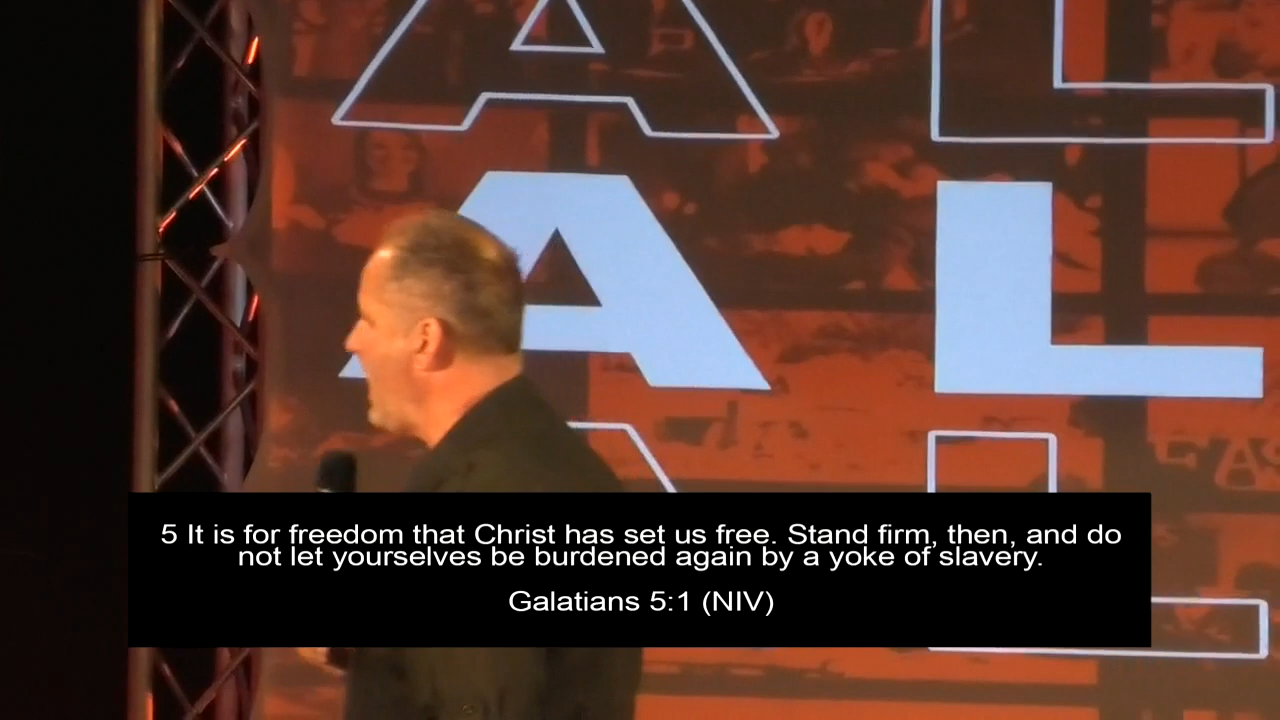 A L
A L
A L
FAS
5 It is for freedom that Christ has set us free. Stand firm, then, and do
not let yourselves be burdened again by a yoke of slavery.
Galatians 5:1 (NIV)